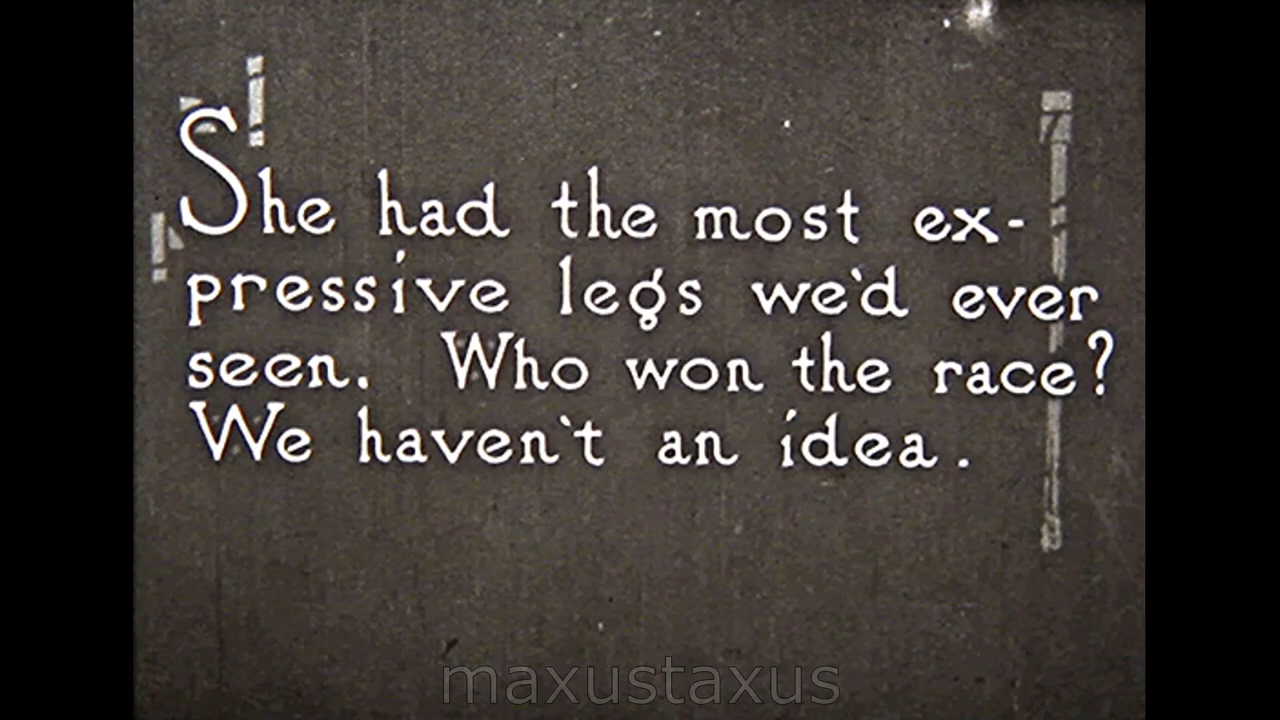 She had the most ex-
pressive legs we'd ever
seen. Who won the race?
We haven't an idea.
maxustaxus